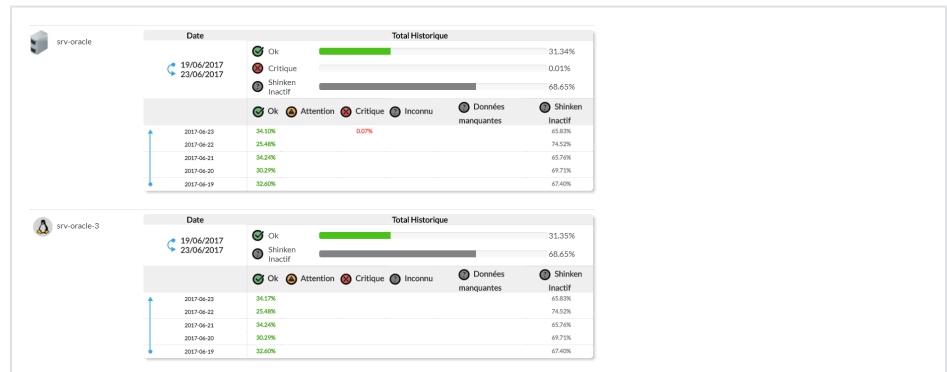 srv-oracle
Date Total Historique
19/06/2017
23/06/2017
Ok 31.34%
Critique 0.01%
Shinken
Inactif 68.65%
Ok Attention Critique Inconnu Données
manquantes Shinken
Inactif
2017-06-23 34.10% 0.07% 65.83%
2017-06-22 25.48% 74.52%
2017-06-21 34.24% 65.76%
2017-06-20 30.29% 69.71%
2017-06-19 32.60% 67.40%
srv-oracle-3
Date Total Historique
19/06/2017
23/06/2017
Ok 31.35%
Shinken
Inactif 68.65%
Ok Attention Critique Inconnu Données
manquantes Shinken
Inactif
2017-06-23 34.17% 65.83%
2017-06-22 25.48% 74.52%
2017-06-21 34.24% 65.76%
2017-06-20 30.29% 69.71%
2017-06-19 32.60% 67.40%